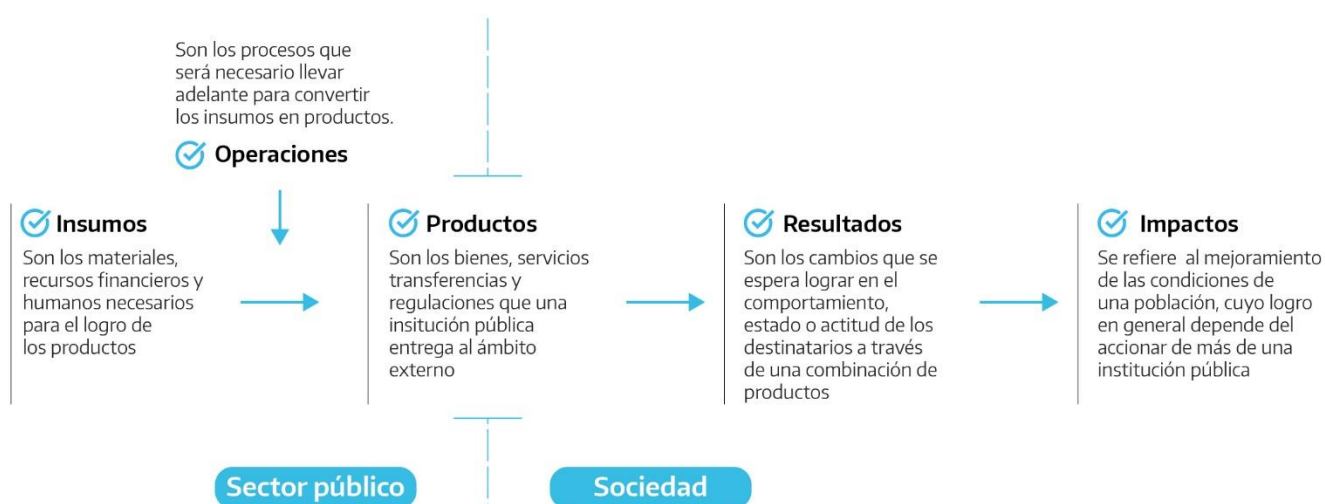 Son los procesos que
será necesario llevar
adelante para convertir
los insumos en productos.
Operaciones
Insumos
Son los materiales,
recursos financieros y
humanos necesarios
para el logro de
los productos
Productos
Son los bienes, servicios
transferencias y
regulaciones que una
insitución pública
entrega al ámbito
externo
Resultados
Son los cambios que se
espera lograr en el
comportamiento,
estado o actitud de los
destinatarios a través
de una combinación de
productos
Impactos
Se refiere al mejoramiento
de las condiciones de
una población, cuyo logro
en general depende del
accionar de más de una
institución pública
Sector público
Sociedad